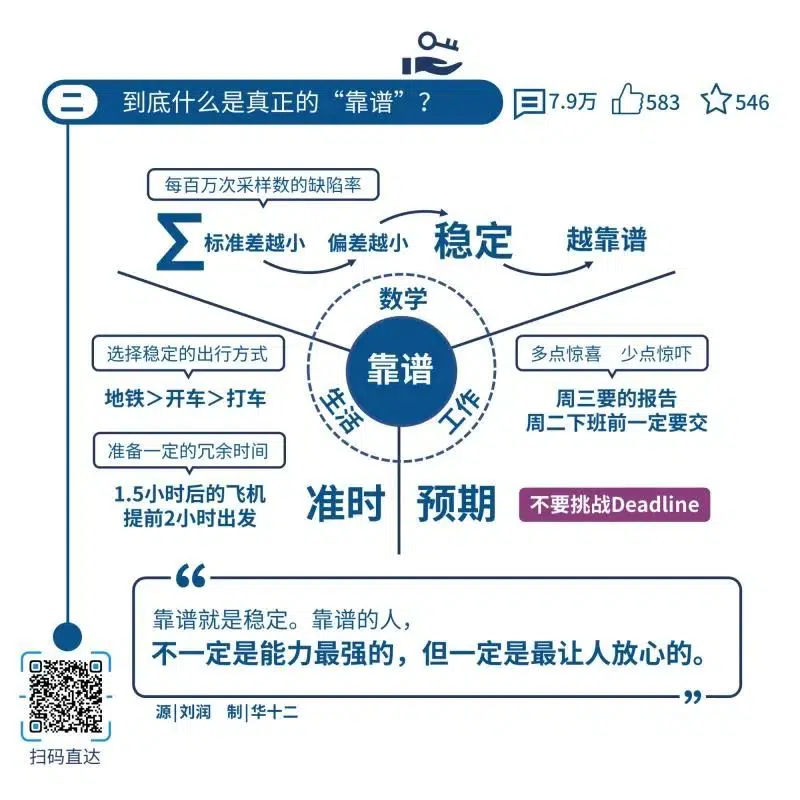 二 到底什么是真正的“靠谱”？ 7.9万 583 546
每百万次采样数的缺陷率
Σ 标准差越小 偏差越小 稳定 越靠谱
数学
靠谱
生活
工作
选择稳定的出行方式
地铁＞开车＞打车
准备一定的冗余时间
1.5小时后的飞机
提前2小时出发
准时
多点惊喜 少点惊吓
周三要的报告
周二下班前一定要交
预期
不要挑战Deadline
“
靠谱就是稳定。靠谱的人，
不一定是能力最强的，但一定是最让人放心的。
”
源|刘润 制|华十二
扫码直达